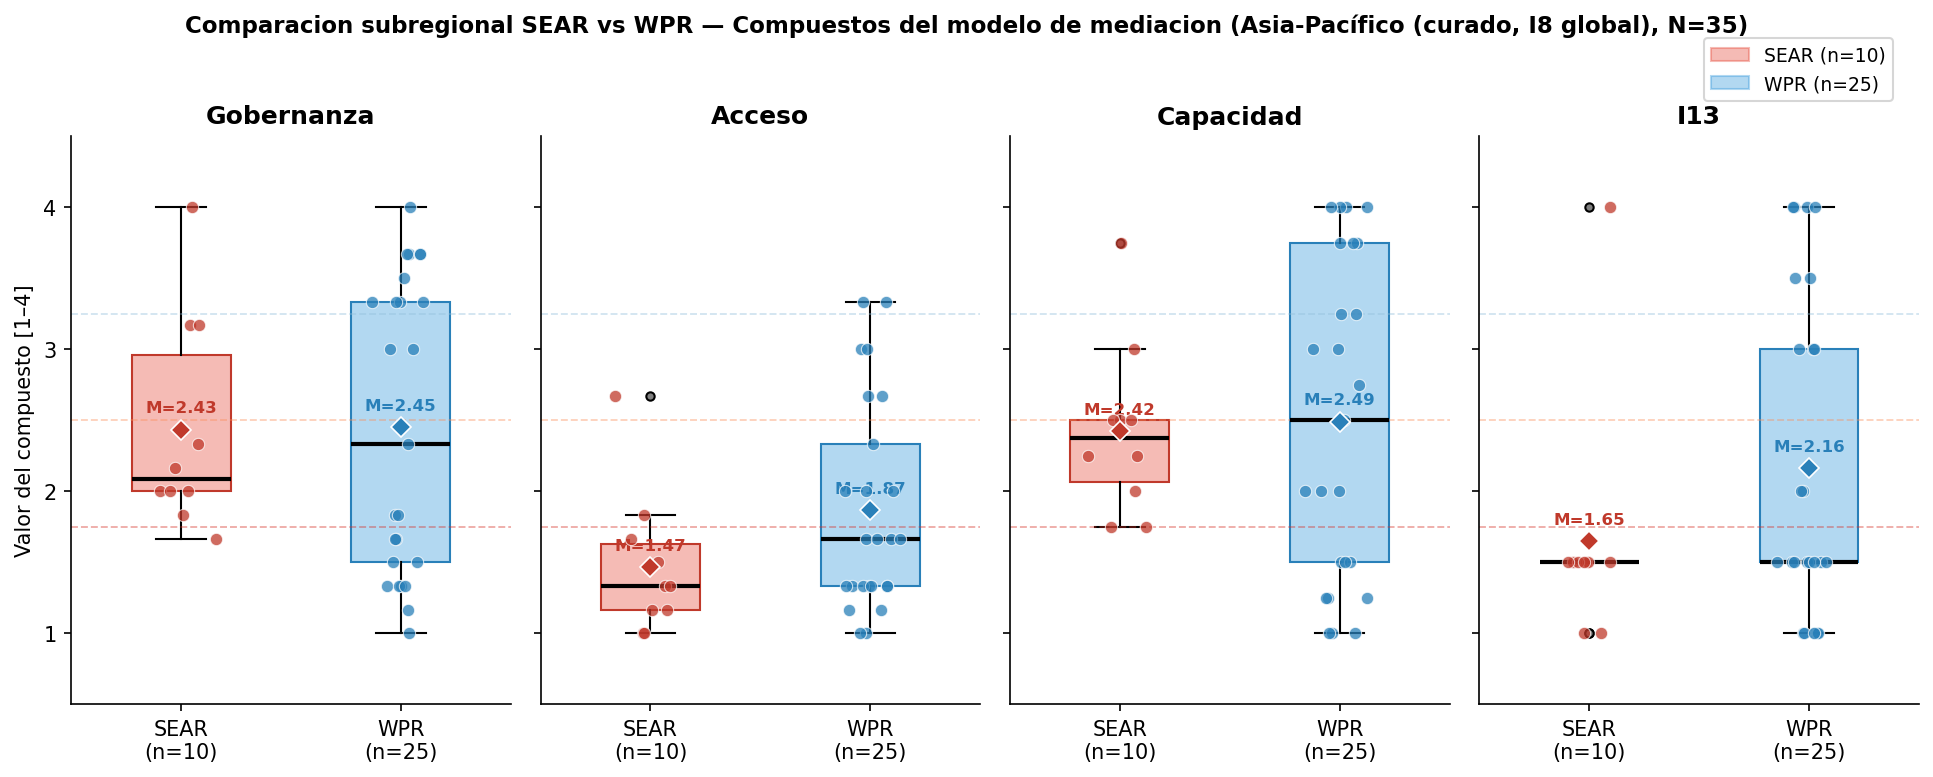 Comparacion subregional SEAR vs WPR — Compuestos del modelo de mediacion (Asia-Pacífico (curado, I8 global), N=35)
SEAR (n=10)
WPR (n=25)
Gobernanza
Acceso
Capacidad
I13
Valor del compuesto [1–4]
4
3
2
1
M=2.43
M=2.45
M=1.47
M=1.87
M=2.42
M=2.49
M=1.65
M=2.16
SEAR
(n=10)
WPR
(n=25)
SEAR
(n=10)
WPR
(n=25)
SEAR
(n=10)
WPR
(n=25)
SEAR
(n=10)
WPR
(n=25)